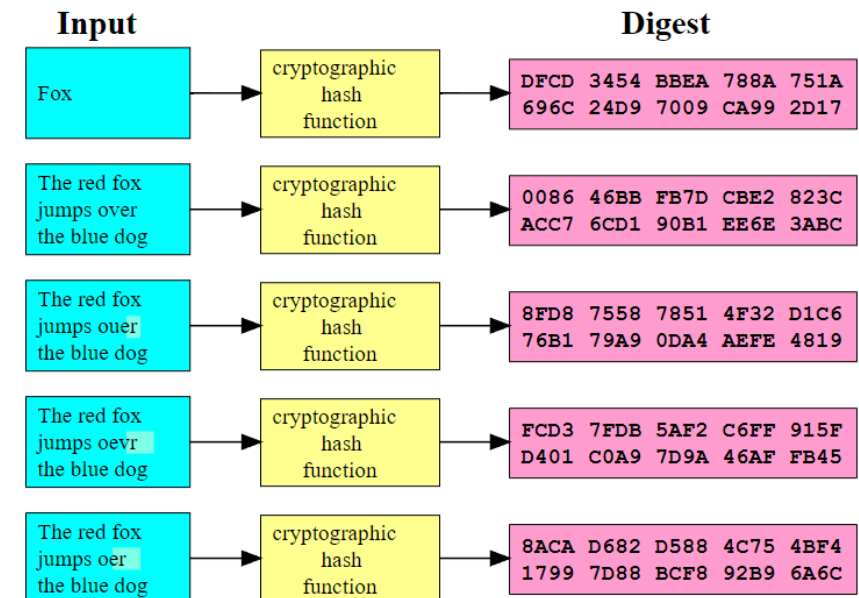 Input
Digest
Fox
cryptographic
hash
function
DFCD 3454 BBEA 788A 751A
696C 24D9 7009 CA99 2D17
The red fox
jumps over
the blue dog
cryptographic
hash
function
0086 46BB FB7D CBE2 823C
ACC7 6CD1 90B1 EE6E 3ABC
The red fox
jumps ouer
the blue dog
cryptographic
hash
function
8FD8 7558 7851 4F32 D1C6
76B1 79A9 0DA4 AEFE 4819
The red fox
jumps oevr
the blue dog
cryptographic
hash
function
FCD3 7FDB 5AF2 C6FF 915F
D401 C0A9 7D9A 46AF FB45
The red fox
jumps oer
the blue dog
cryptographic
hash
function
8ACA D682 D588 4C75 4BF4
1799 7D88 BCF8 92B9 6A6C